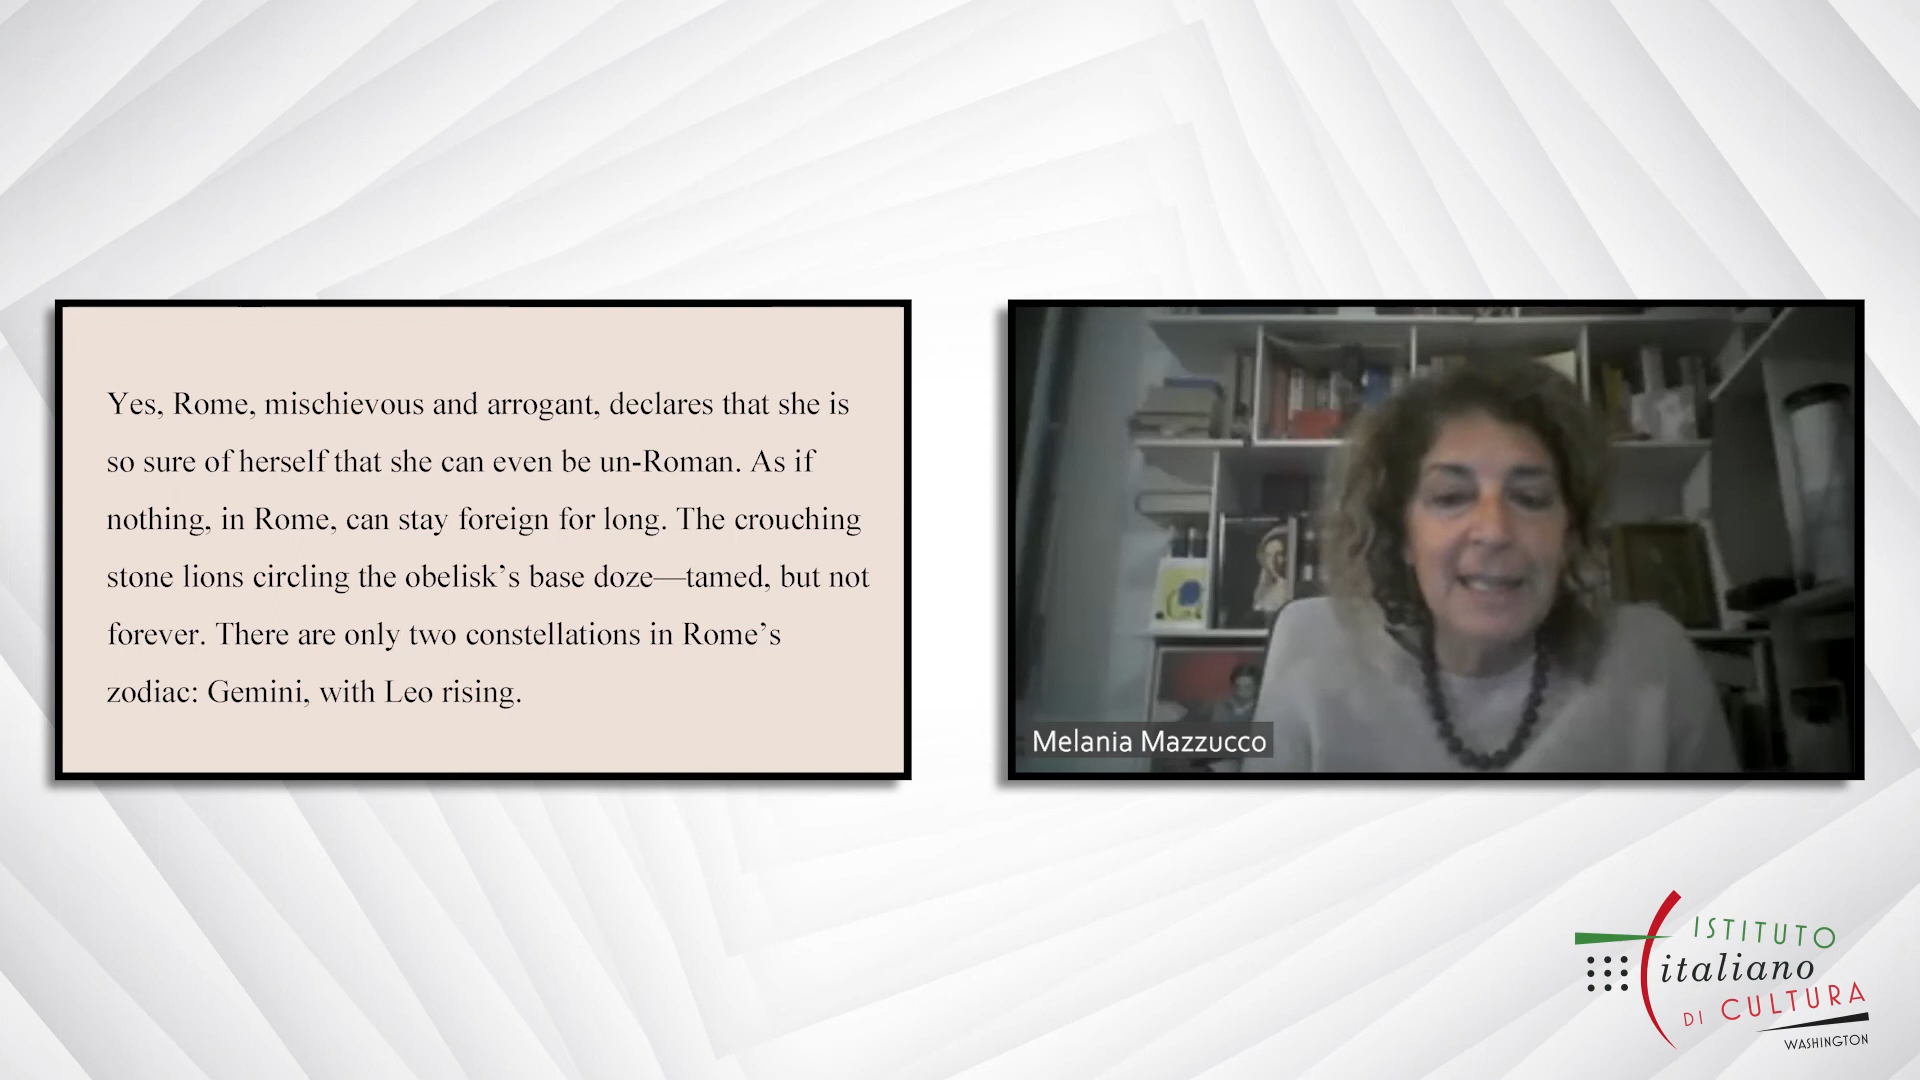 Yes, Rome, mischievous and arrogant, declares that she is
so sure of herself that she can even be un-Roman. As if
nothing, in Rome, can stay foreign for long. The crouching
stone lions circling the obelisk’s base doze—tamed, but not
forever. There are only two constellations in Rome’s
zodiac: Gemini, with Leo rising.
Melania Mazzucco
ISTITUTO
italiano
DI CULTURA
WASHINGTON